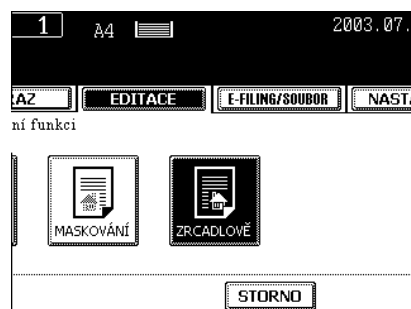 1 A4 2003.07.
AZ EDITACE E-FILING/SOUBOR NAST
ní funkci
MASKOVÁNÍ ZRCADLOVĚ
STORNO